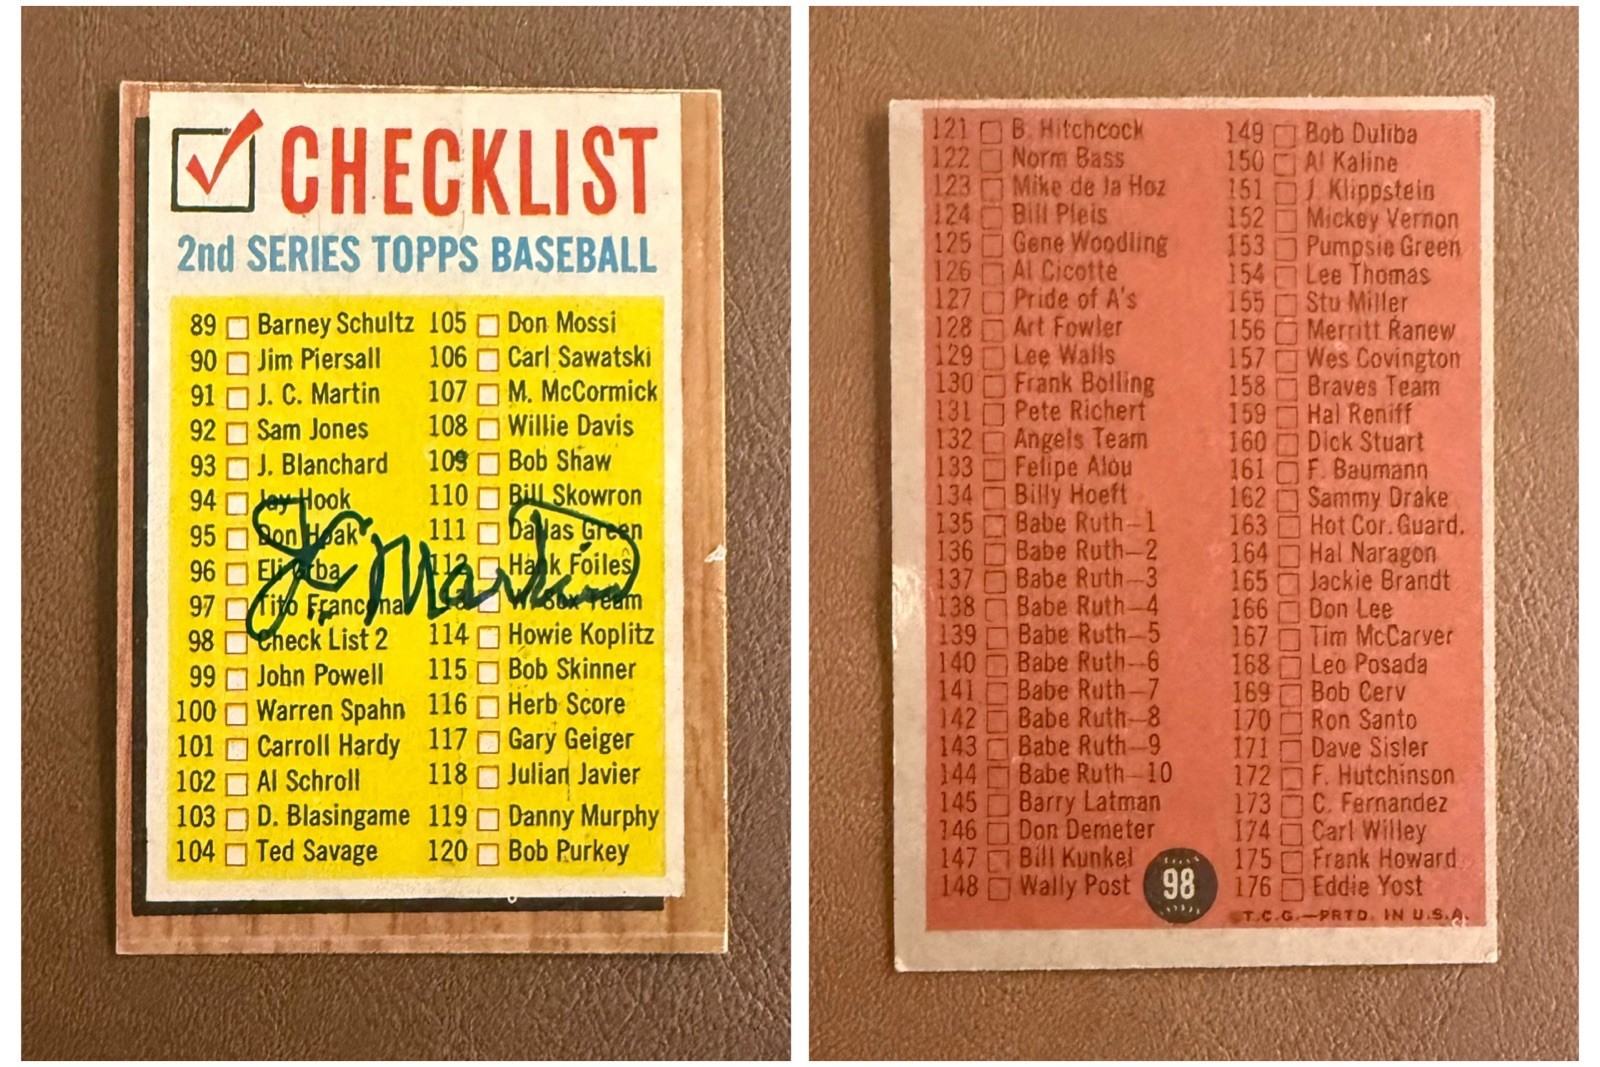 CHECKLIST
2nd SERIES TOPPS BASEBALL
89 Barney Schultz
90 Jim Piersall
91 J. C. Martin
92 Sam Jones
93 J. Blanchard
94 Jay Hook
95 Don Hoak
96 Eli Grba
97 Tito Francona
98 Check List 2
99 John Powell
100 Warren Spahn
101 Carroll Hardy
102 Al Schroll
103 D. Blasingame
104 Ted Savage
105 Don Mossi
106 Carl Sawatski
107 M. McCormick
108 Willie Davis
109 Bob Shaw
110 Bill Skowron
111 Dallas Green
112 Hank Foiles
W. Sox Team
114 Howie Koplitz
115 Bob Skinner
116 Herb Score
117 Gary Geiger
118 Julian Javier
119 Danny Murphy
120 Bob Purkey
J.C. Martin
121 B. Hitchcock
122 Norm Bass
123 Mike de la Hoz
124 Bill Pleis
125 Gene Woodling
126 Al Cicotte
127 Pride of A's
128 Art Fowler
129 Lee Walls
130 Frank Bolling
131 Pete Richert
132 Angels Team
133 Felipe Alou
134 Billy Hoeft
135 Babe Ruth—1
136 Babe Ruth—2
137 Babe Ruth—3
138 Babe Ruth—4
139 Babe Ruth—5
140 Babe Ruth—6
141 Babe Ruth—7
142 Babe Ruth—8
143 Babe Ruth—9
144 Babe Ruth—10
145 Barry Latman
146 Don Demeter
147 Bill Kunkel
148 Wally Post
149 Bob Duliba
150 Al Kaline
151 J. Klippstein
152 Mickey Vernon
153 Pumpsie Green
154 Lee Thomas
155 Stu Miller
156 Merritt Ranew
157 Wes Covington
158 Braves Team
159 Hal Reniff
160 Dick Stuart
161 F. Baumann
162 Sammy Drake
163 Hot Cor. Guard.
164 Hal Naragon
165 Jackie Brandt
166 Don Lee
167 Tim McCarver
168 Leo Posada
169 Bob Cerv
170 Ron Santo
171 Dave Sisler
172 F. Hutchinson
173 C. Fernandez
174 Carl Willey
175 Frank Howard
176 Eddie Yost
98
T.C.G.—PRTD. IN U.S.A.